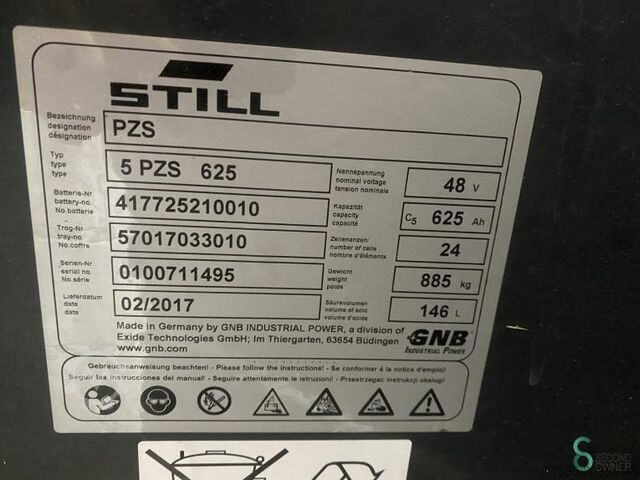 STILL
Bezeichnung
designation
désignation
PZS
Typ
type
type
5 PZS 625
Nennspannung
nominal voltage
tension nominale
48 V
Batterie-Nr
battery-no.
No.batterie
417725210010
Kapazität
capacity
capacité
C5 625 Ah
Trog-Nr
tray-no
No.coffre
57017033010
Zellenanzahl
number of cells
nombre d'éléments
24
Serien-Nr
serial no.
No.série
0100711495
Gewicht
weight
poids
885 kg
Lieferdatum
date
date
02/2017
Säurevolumen
volume of acid
volume d'acide
146 L
Made in Germany by GNB INDUSTRIAL POWER, a division of
Exide Technologies GmbH; Im Thiergarten, 63654 Büdingen
www.gnb.com
GNB
INDUSTRIAL POWER
Gebrauchsanweisung beachten! - Please follow the instructions! - Se conformer á la notice d'emploi!
Seguir las instrucciones del manual! - Seguire attentamente le istruzioni! - Przestrzegac instrukcji obslugi!
SECOND
OWNER